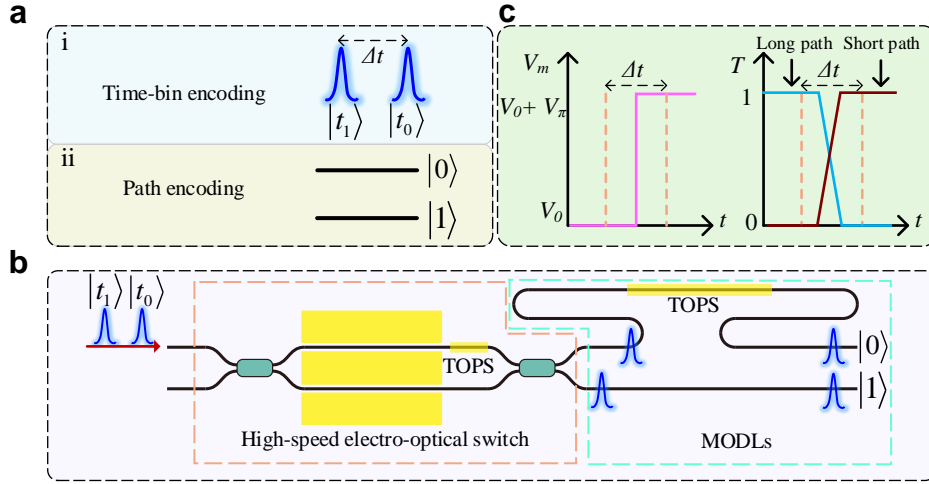 a
i
Δt
Time-bin encoding
|t₁⟩ |t₀⟩
ii
Path encoding
|0⟩
|1⟩
c
Vₘ
Δt
V₀ + V_π
V₀
t
Long path
Short path
T
Δt
1
0
t
b
|t₁⟩ |t₀⟩
TOPS
TOPS
|0⟩
|1⟩
High-speed electro-optical switch
MODLs